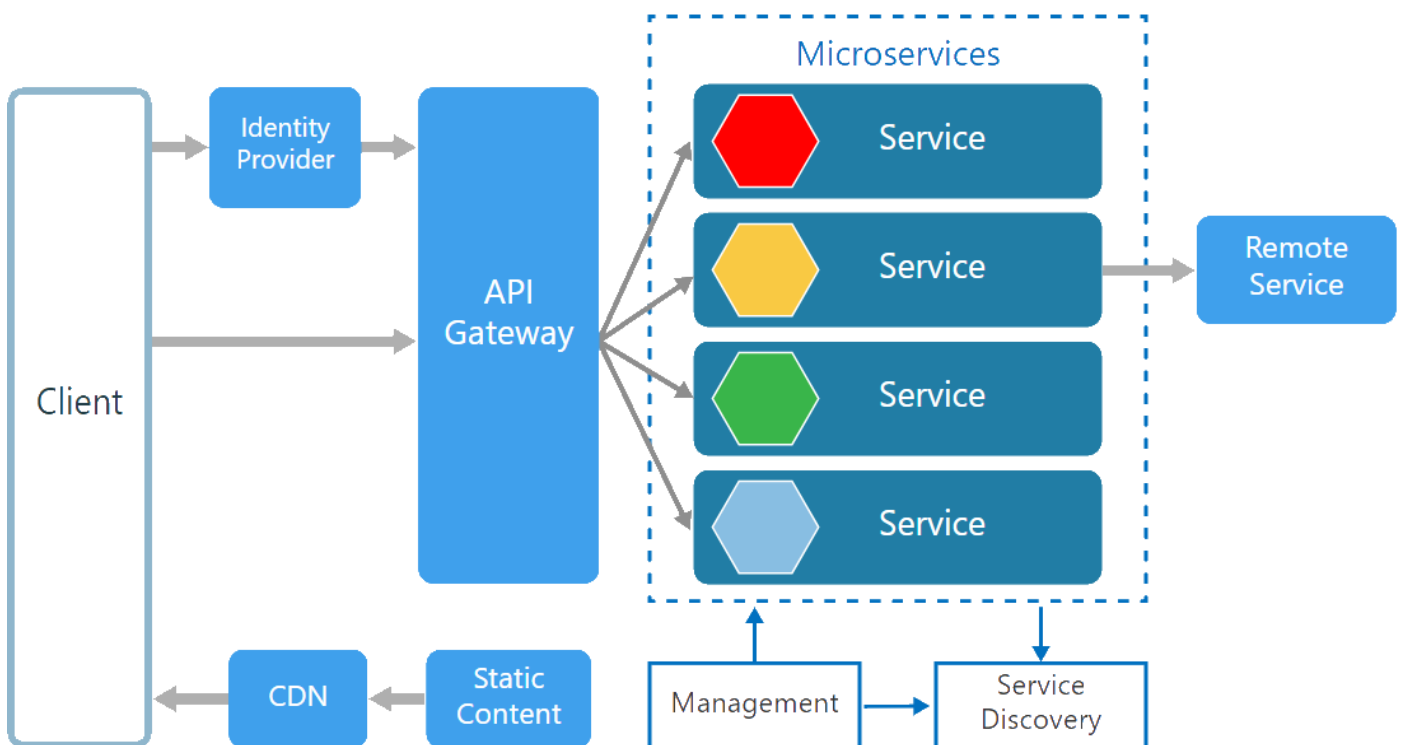 Microservices
Identity
Provider
Service
Service
Remote
Service
API
Gateway
Client
Service
Service
CDN
Static
Content
Management
Service
Discovery